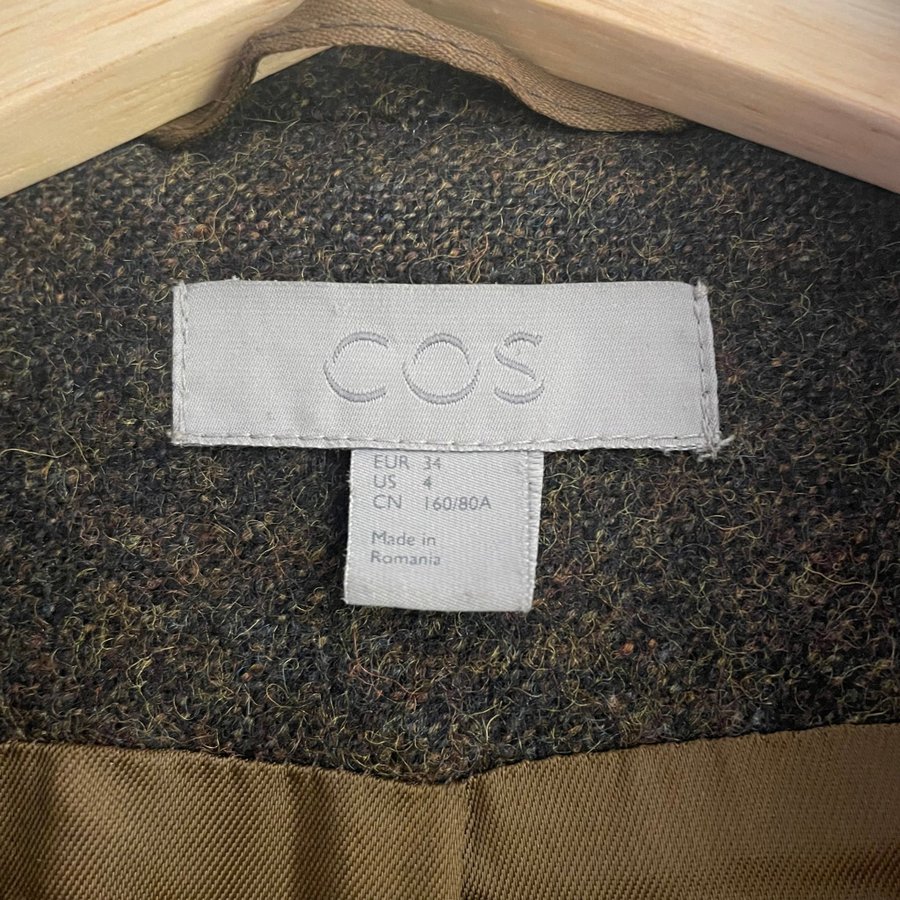 COS
EUR 34
US 4
CN 160/80A
Made in
Romania